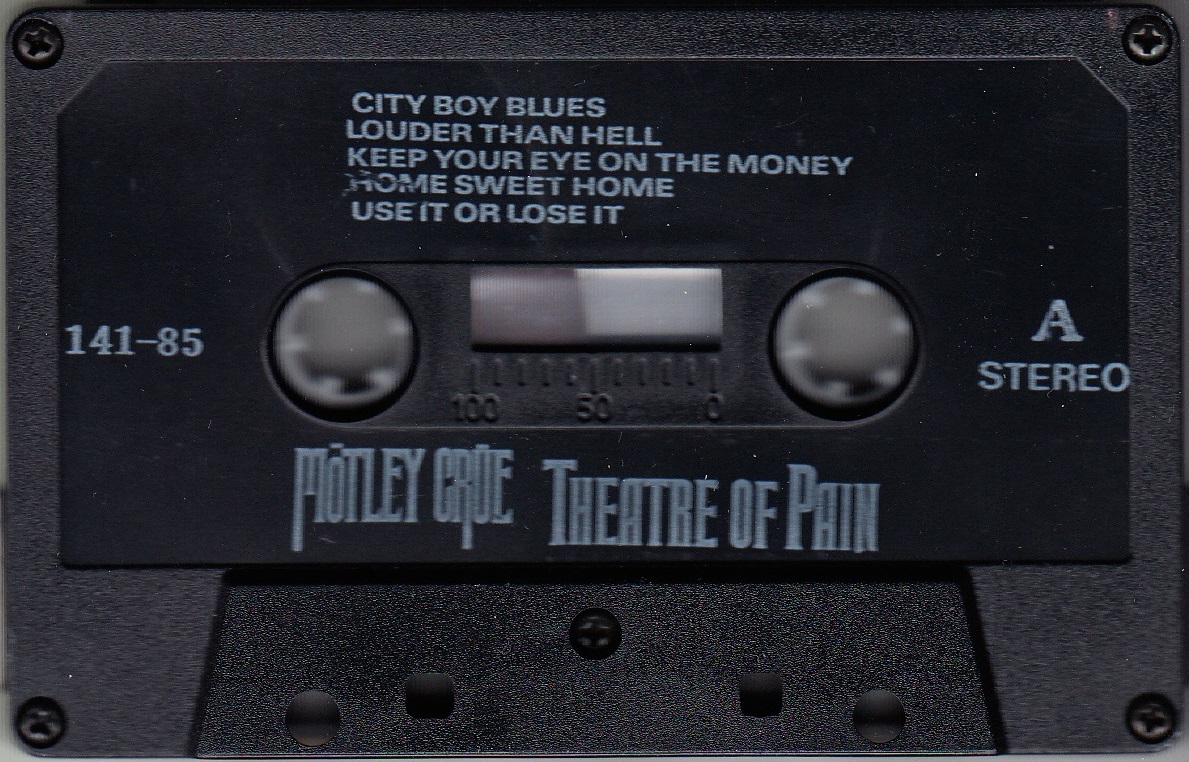 CITY BOY BLUES
LOUDER THAN HELL
KEEP YOUR EYE ON THE MONEY
HOME SWEET HOME
USE IT OR LOSE IT
141-85
A
STEREO
100 50 0
MÖTLEY CRÜE THEATRE OF PAIN